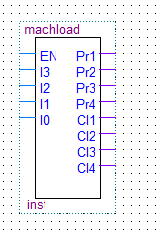 machload
EN Pr1
I3 Pr2
I2 Pr3
I1 Pr4
I0 Cl1
Cl2
Cl3
Cl4
ins